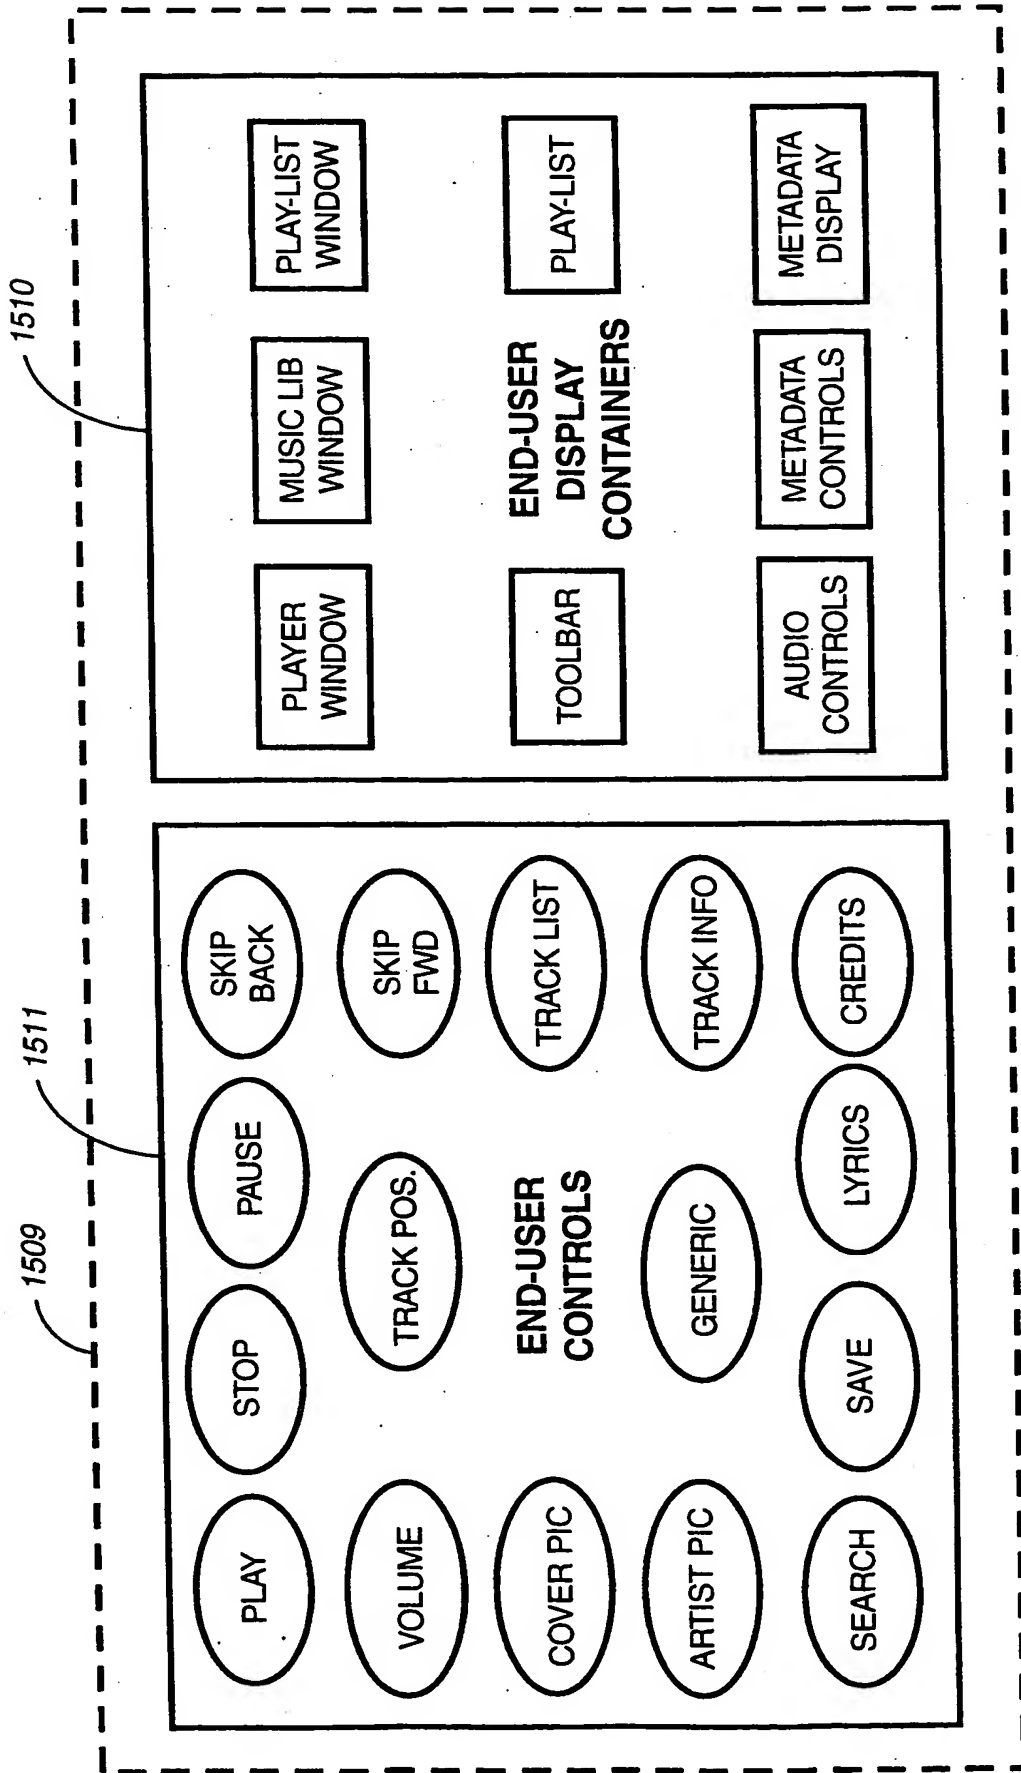 1509
1511
1510
PLAY
STOP
PAUSE
SKIP
BACK
VOLUME
TRACK POS.
SKIP
FWD
COVER PIC
END-USER
CONTROLS
TRACK LIST
ARTIST PIC
GENERIC
TRACK INFO
SEARCH
SAVE
LYRICS
CREDITS
PLAYER
WINDOW
MUSIC LIB
WINDOW
PLAY-LIST
WINDOW
TOOLBAR
END-USER
DISPLAY
CONTAINERS
PLAY-LIST
AUDIO
CONTROLS
METADATA
CONTROLS
METADATA
DISPLAY